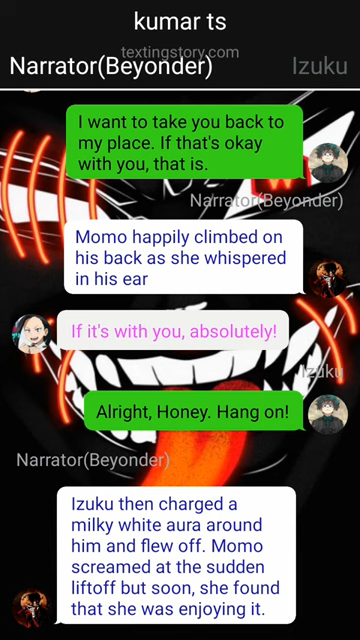 kumar ts
textingstory.com
Narrator(Beyonder)
Izuku
I want to take you back to
my place. If that's okay
with you, that is.
Narrator(Beyonder)
Momo happily climbed on
his back as she whispered
in his ear
If it's with you, absolutely!
Izuku
Alright, Honey. Hang on!
Narrator(Beyonder)
Izuku then charged a
milky white aura around
him and flew off. Momo
screamed at the sudden
liftoff but soon, she found
that she was enjoying it.